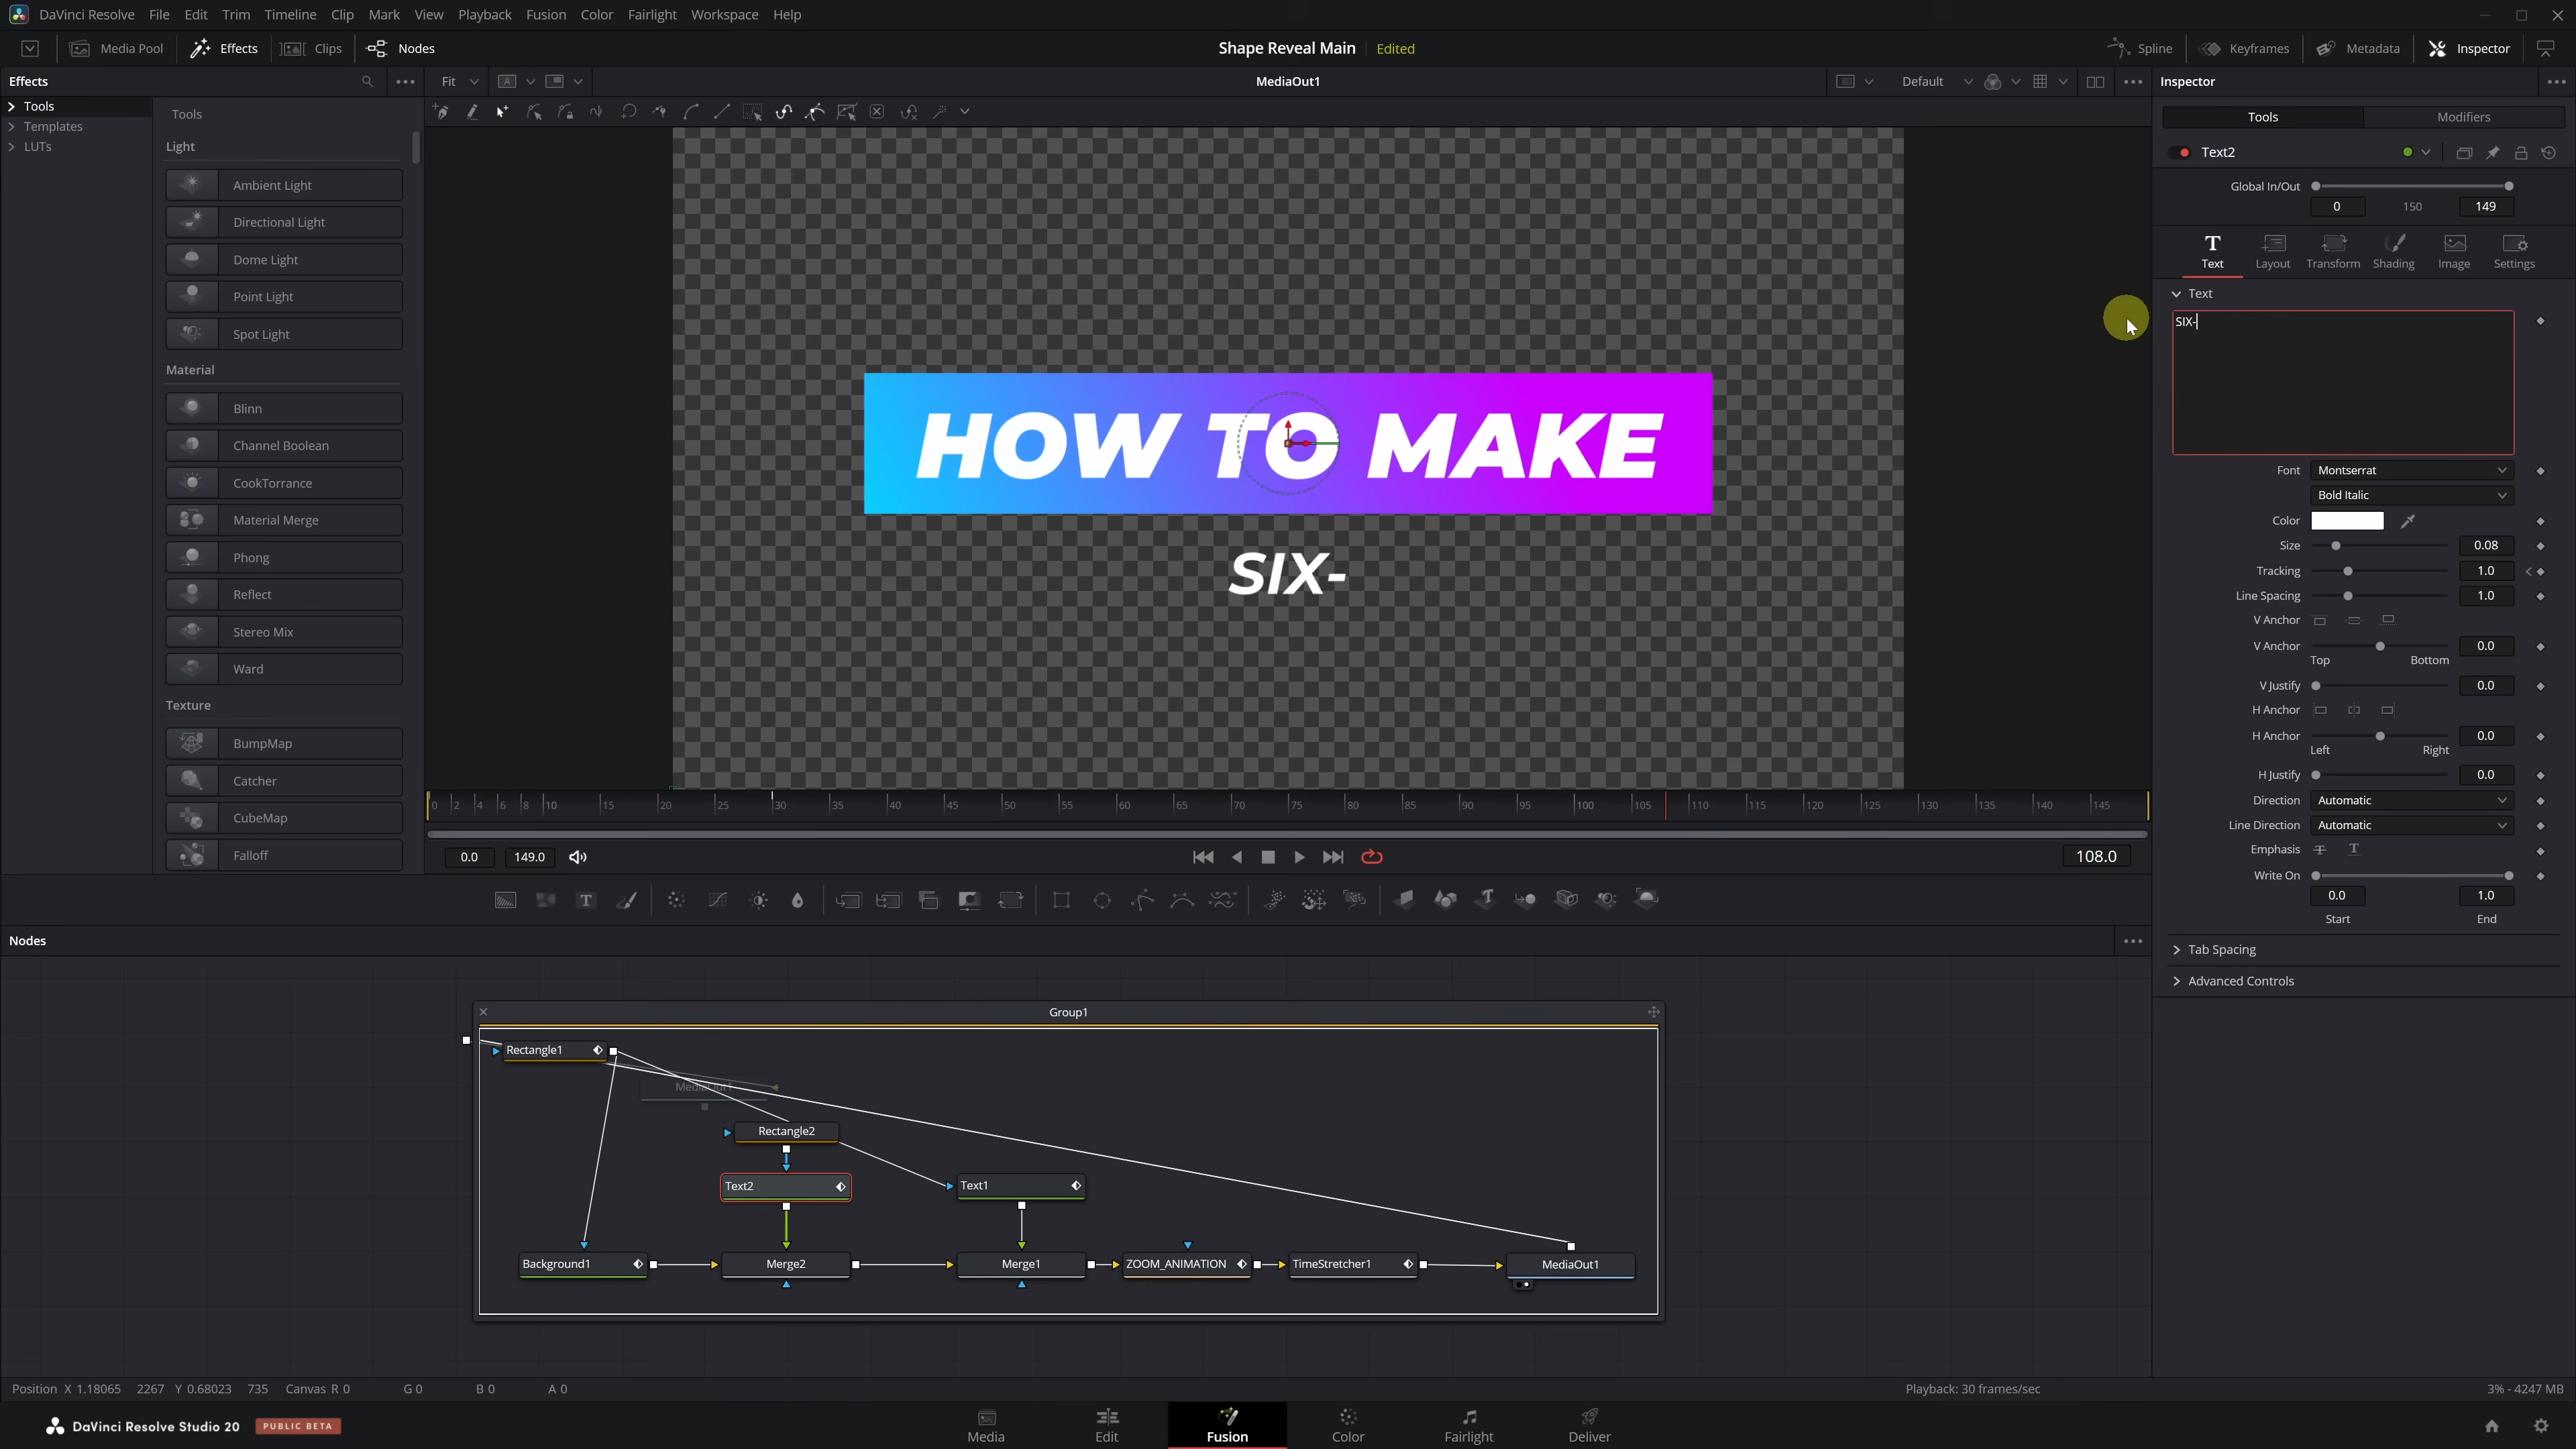 DaVinci Resolve File Edit Trim Timeline Clip Mark View Playback Fusion Color Fairlight Workspace Help
Media Pool Effects Clips Nodes Shape Reveal Main Edited Spline Keyframes Metadata Inspector
Effects Fit A MediaOut1 Default Inspector
Tools
Templates
LUTs
Tools
Light
Ambient Light
Directional Light
Dome Light
Point Light
Spot Light
Material
Blinn
Channel Boolean
CookTorrance
Material Merge
Phong
Reflect
Stereo Mix
Ward
Texture
BumpMap
Catcher
CubeMap
Falloff
HOW TO MAKE
SIX-
0 2 4 6 8 10 15 20 25 30 35 40 45 50 55 60 65 70 75 80 85 90 95 100 105 110 115 120 125 130 135 140 145
0.0 149.0 108.0
Tools Modifiers
Text2
Global In/Out
0 150 149
Text Layout Transform Shading Image Settings
Text
SIX-
Font Montserrat
Bold Italic
Color
Size 0.08
Tracking 1.0
Line Spacing 1.0
V Anchor
V Anchor 0.0
Top Bottom
V Justify 0.0
H Anchor
H Anchor 0.0
Left Right
H Justify 0.0
Direction Automatic
Line Direction Automatic
Emphasis
Write On
0.0 1.0
Start End
Tab Spacing
Advanced Controls
Nodes
Group1
Rectangle1
MediaOut1
Rectangle2
Text2 Text1
Background1 Merge2 Merge1 ZOOM_ANIMATION TimeStretcher1 MediaOut1
Position X 1.18065 2267 Y 0.68023 735 Canvas R 0 G 0 B 0 A 0 Playback: 30 frames/sec 3% - 4247 MB
DaVinci Resolve Studio 20 PUBLIC BETA
Media Edit Fusion Color Fairlight Deliver